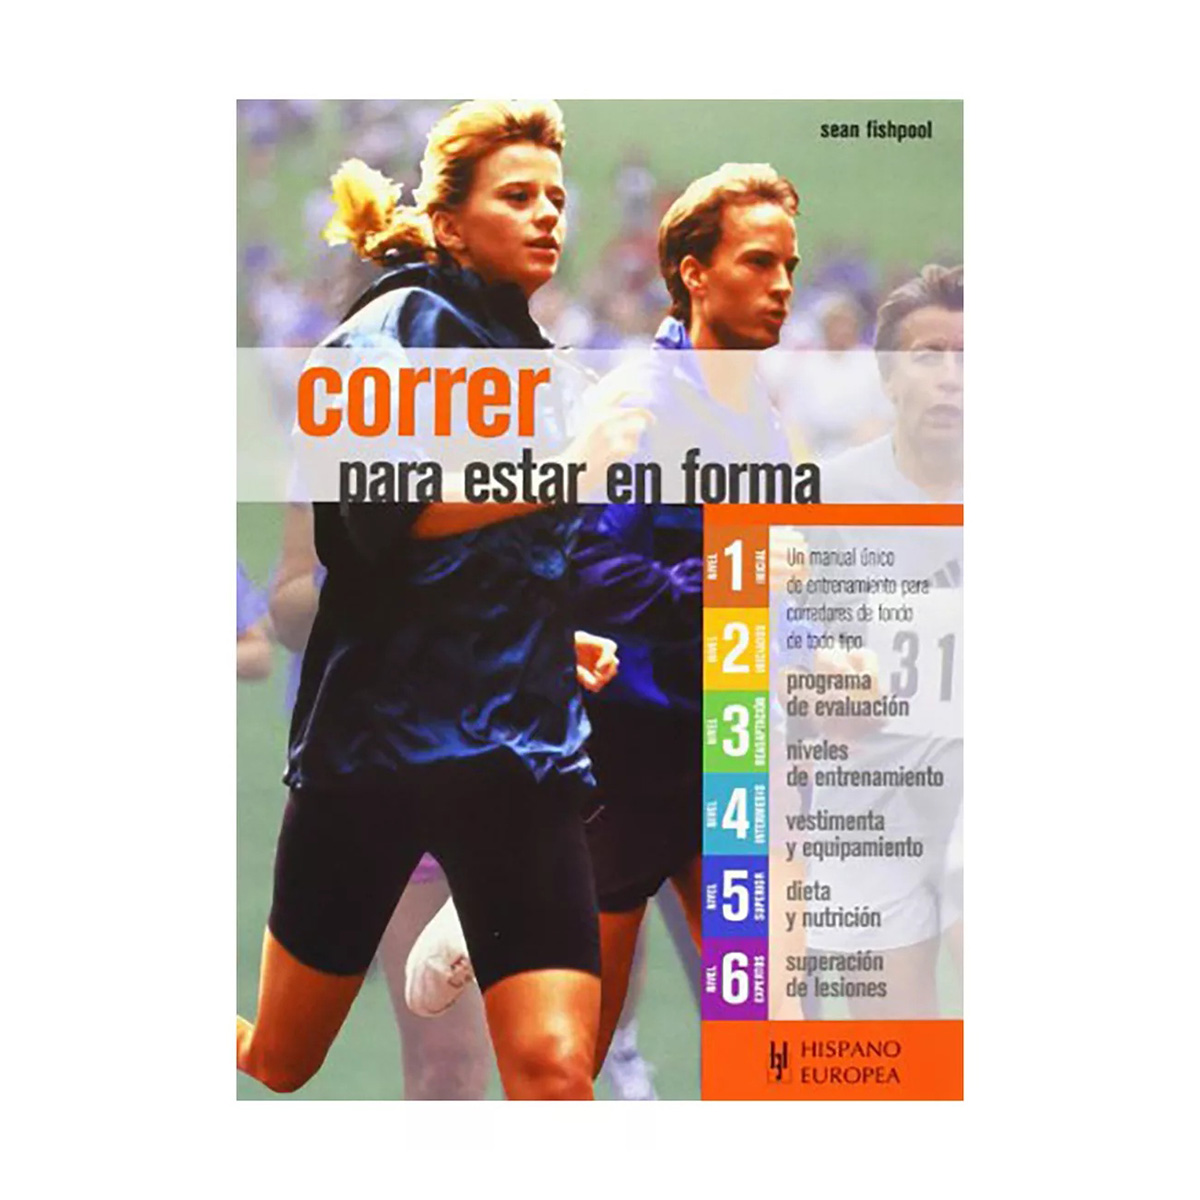 sean fishpool
correr
para estar en forma
NIVEL 1 INICIAL
NIVEL 2 INICIADOS
NIVEL 3 READAPTACIÓN
NIVEL 4 INTERMEDIO
NIVEL 5 SUPERIOR
NIVEL 6 EXPERTOS
Un manual único
de entrenamiento para
corredores de fondo
de todo tipo
programa
de evaluación
niveles
de entrenamiento
vestimenta
y equipamiento
dieta
y nutrición
superación
de lesiones
31
HISPANO
EUROPEA